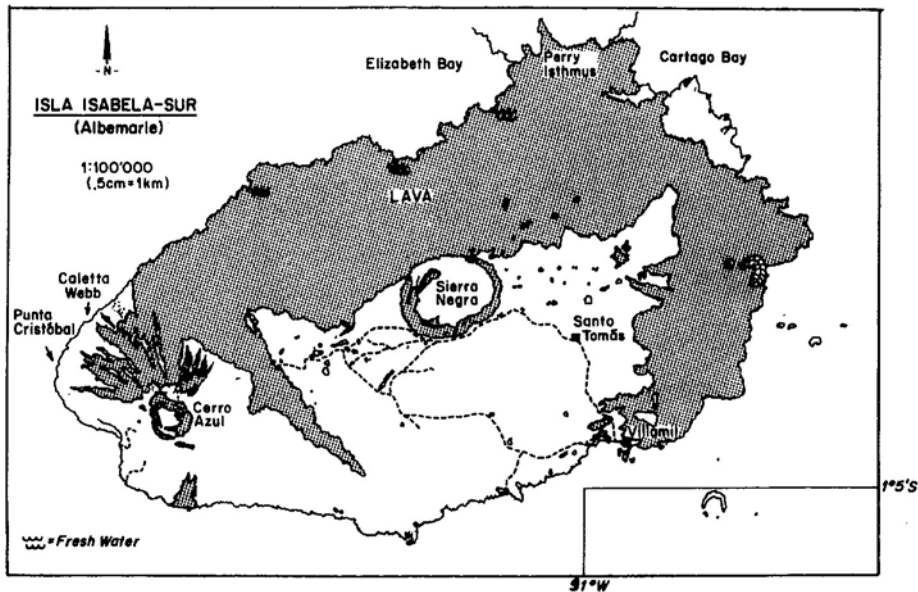 -N-
ISLA ISABELA-SUR
(Albemarle)
1:100'000
(.5cm=1km)
Elizabeth Bay
Perry
Isthmus
Cartago Bay
LAVA
Caletta
Webb
Punta
Cristóbal
Sierra
Negra
Santo
Tomás
Cerro
Azul
Villamil
1°5'S
=Fresh Water
91°W